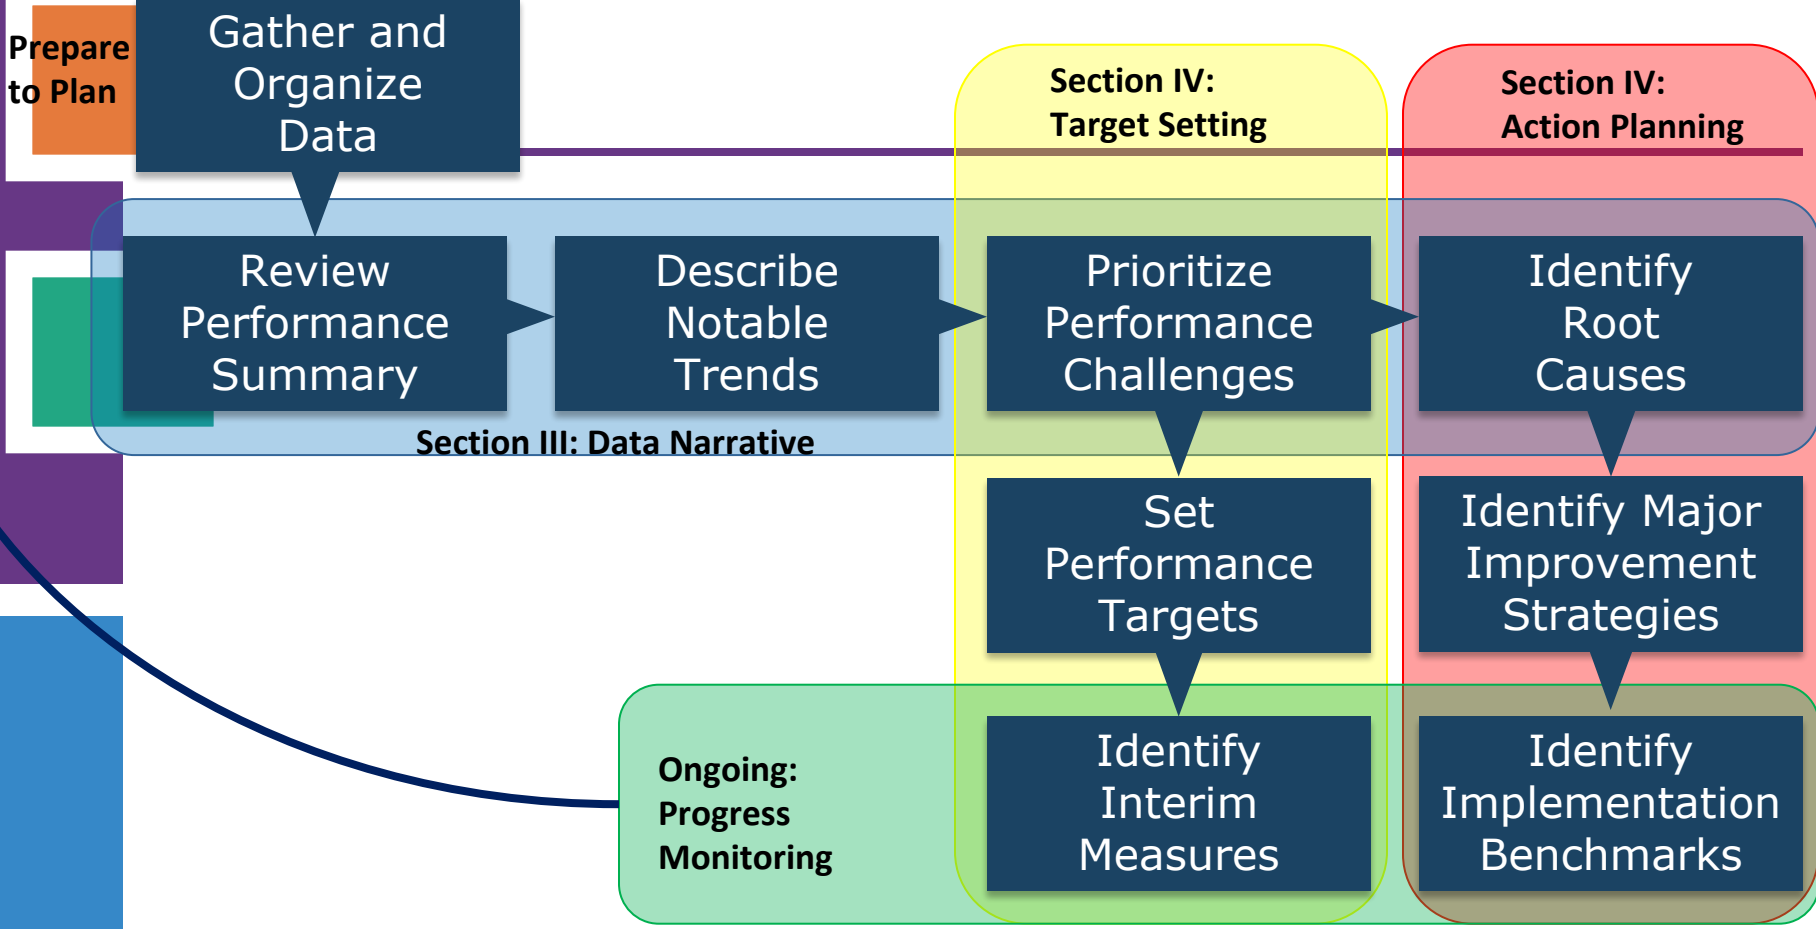 Prepare
to Plan
Gather and
Organize
Data
Section IV:
Target Setting
Section IV:
Action Planning
Review
Performance
Summary
Describe
Notable
Trends
Prioritize
Performance
Challenges
Identify
Root
Causes
Section III: Data Narrative
Set
Performance
Targets
Identify Major
Improvement
Strategies
Ongoing:
Progress
Monitoring
Identify
Interim
Measures
Identify
Implementation
Benchmarks